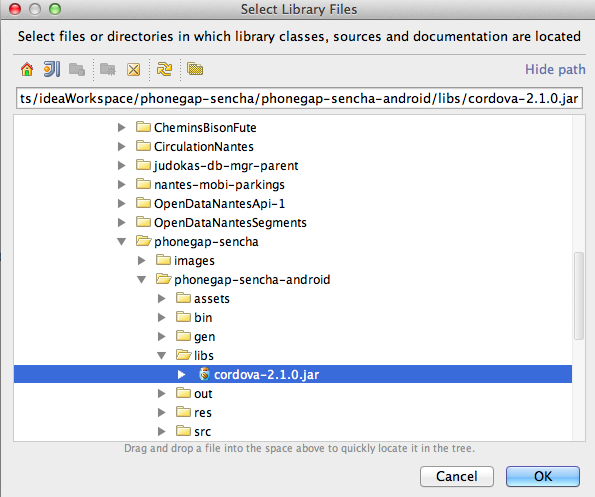 Select Library Files
Select files or directories in which library classes, sources and documentation are located
Hide path
ts/ideaWorkspace/phonegap-sencha/phonegap-sencha-android/libs/cordova-2.1.0.jar
CheminsBisonFute
CirculationNantes
judokas-db-mgr-parent
nantes-mobi-parkings
OpenDataNantesApi-1
OpenDataNantesSegments
phonegap-sencha
images
phonegap-sencha-android
assets
bin
gen
libs
cordova-2.1.0.jar
out
res
src
Drag and drop a file into the space above to quickly locate it in the tree.
Cancel OK